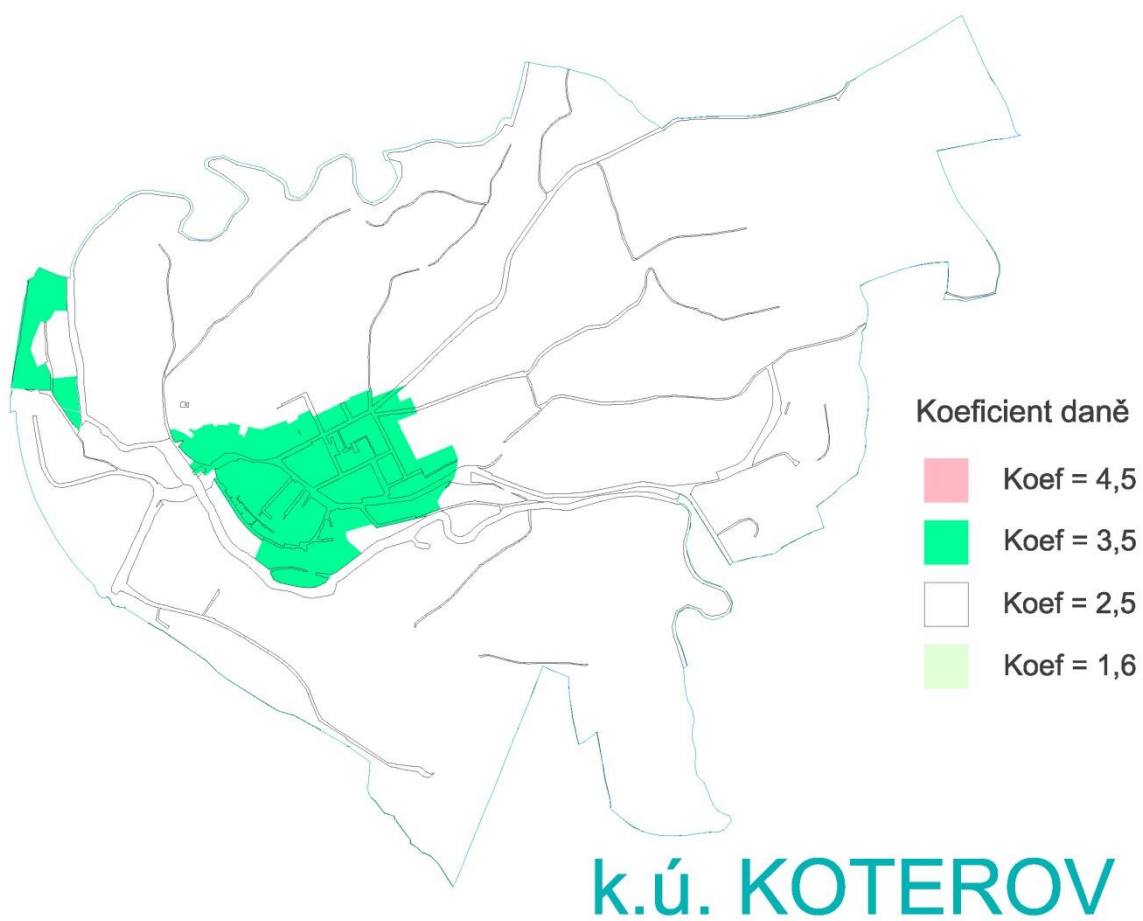 Koeficient daně
Koef = 4,5
Koef = 3,5
Koef = 2,5
Koef = 1,6
k.ú. KOTEROV